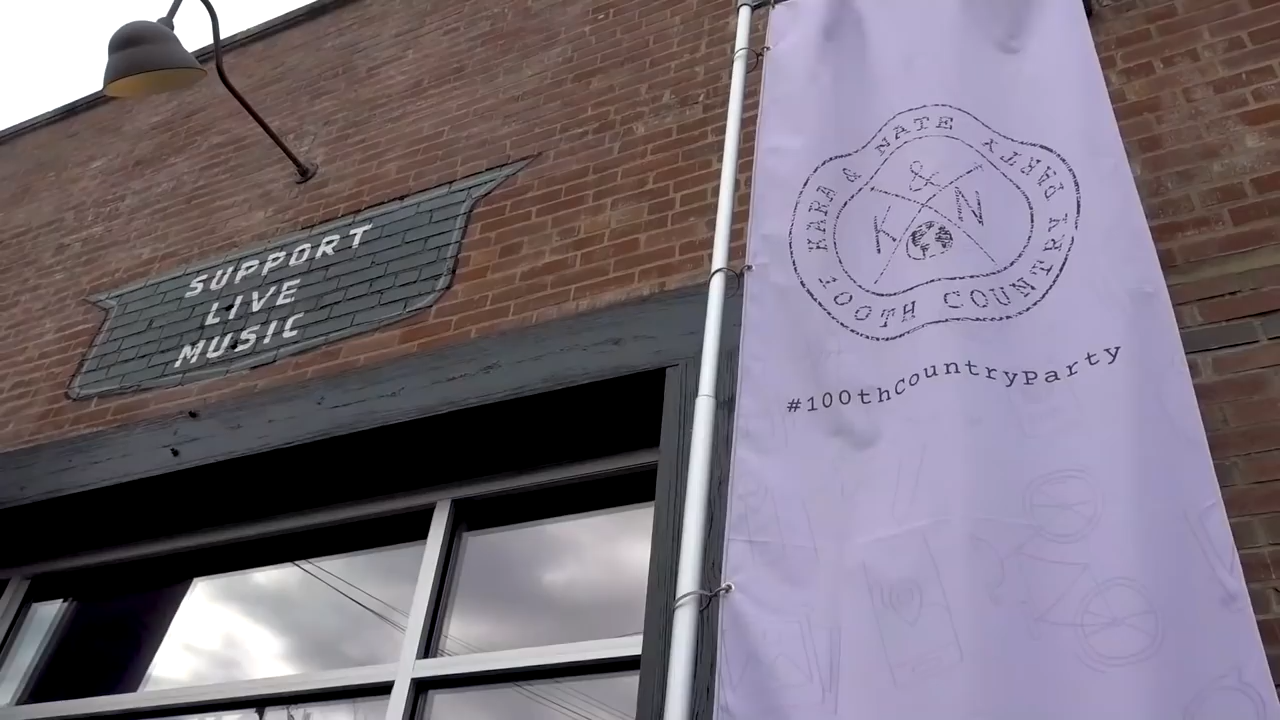 SUPPORT
LIVE
MUSIC
KARA & NATE
100TH COUNTRY PARTY
&
K N
#100thCountryParty